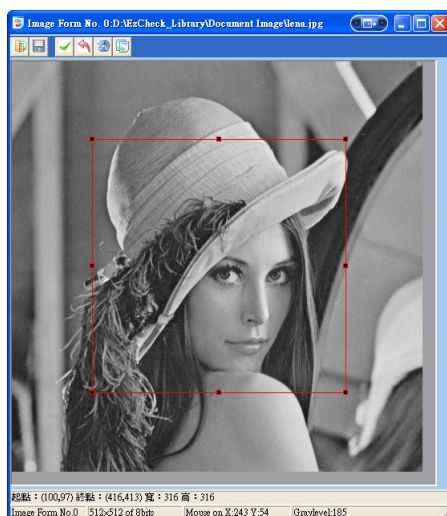 Image Form No. 0:D:\EzCheck_Library\Document Image\lena.jpg
起點：(100,97) 終點：(416,413) 寬：316 高：316
Image Form No.0 512x512 of 8bits Mouse on X:243 Y:54 Graylevel:185